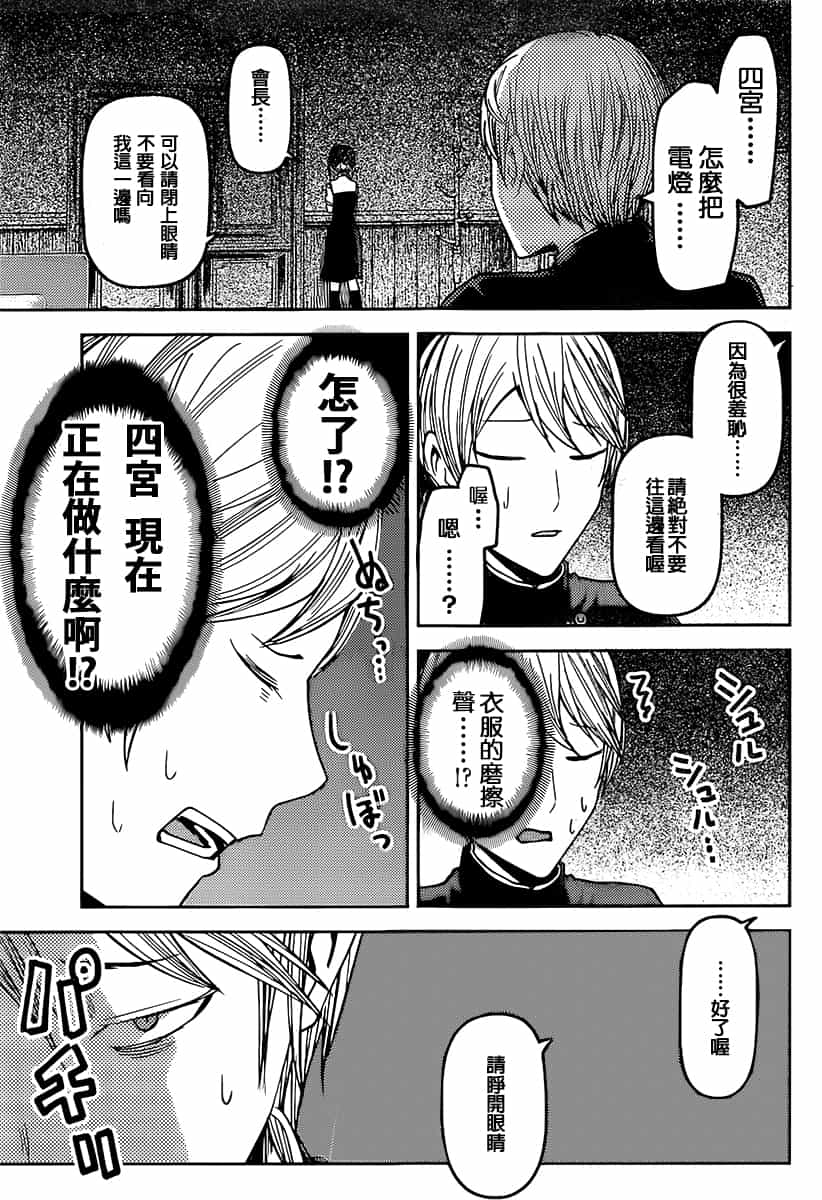 四宮……
怎麼把
電燈……
會長……
可以請閉上眼睛
不要看向
我這一邊嗎
因為很羞恥……
請絕對不要
往這邊看喔
喔…
嗯……？
シュル
シュル…
衣服的磨擦
聲……!?
怎了!?
四宮 現在
正在做什麼啊!?
ぬちっ…
しゅぼっ
……好了喔
請睜開眼睛
パチ